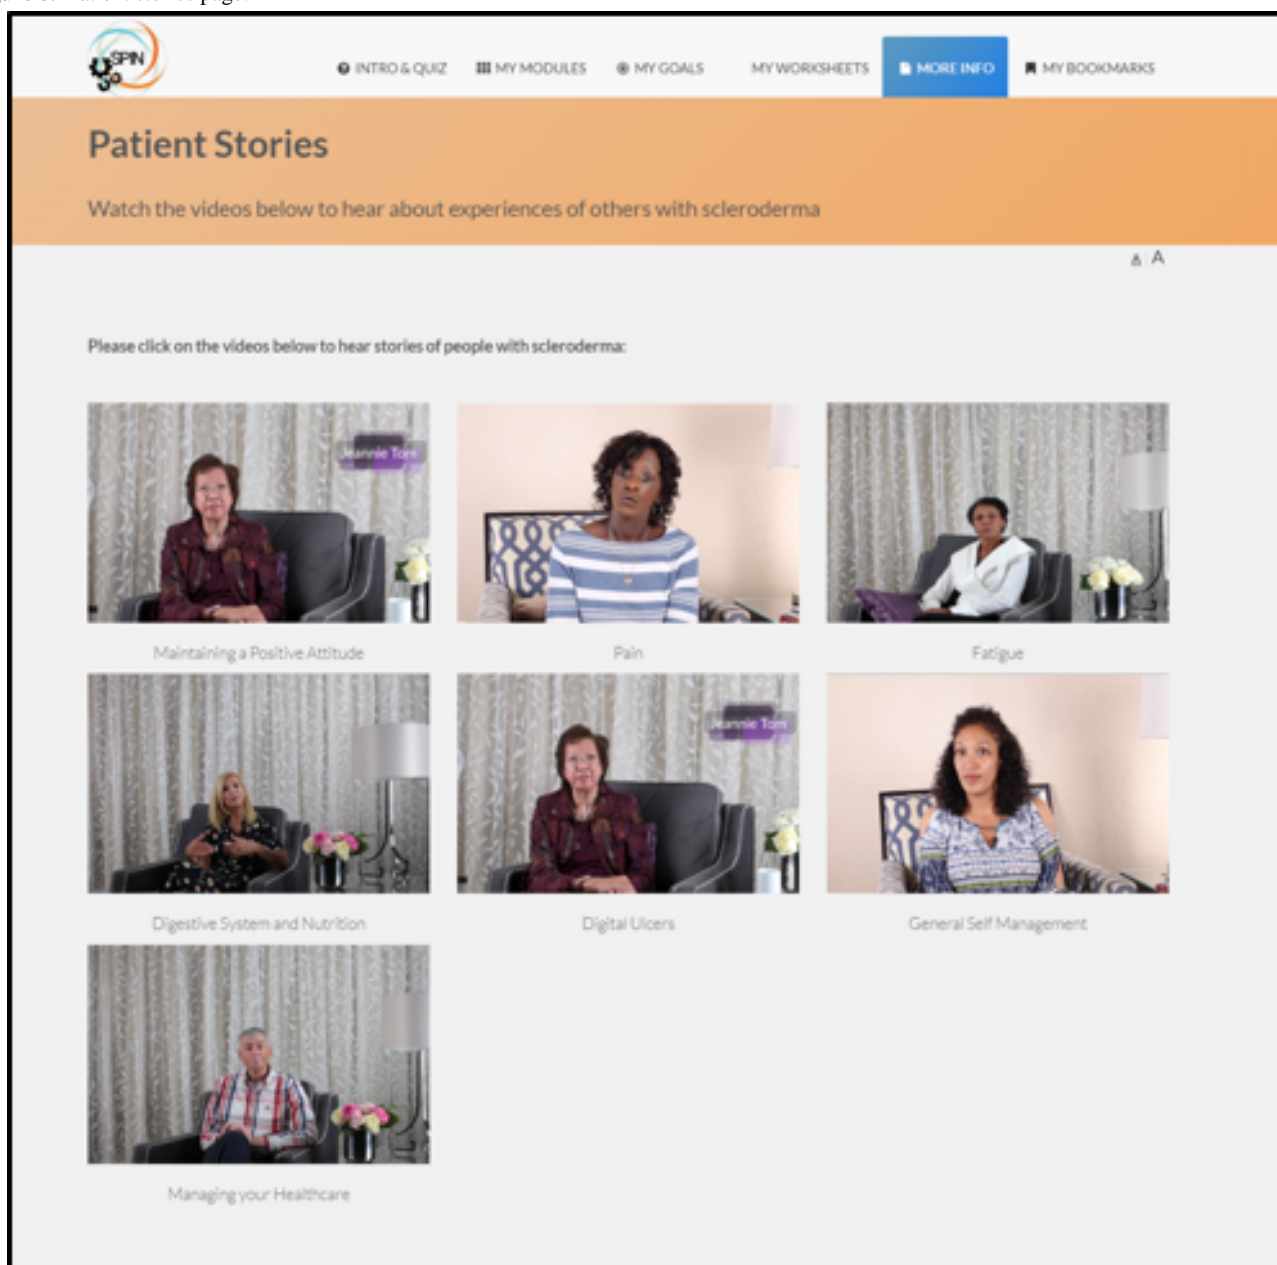 SPIN
INTRO & QUIZ MY MODULES MY GOALS MY WORKSHEETS MORE INFO MY BOOKMARKS
Patient Stories
Watch the videos below to hear about experiences of others with scleroderma
A A
Please click on the videos below to hear stories of people with scleroderma:
Jeannie Tom
Maintaining a Positive Attitude
Pain
Fatigue
Jeannie Tom
Digestive System and Nutrition
Digital Ulcers
General Self Management
Managing your Healthcare